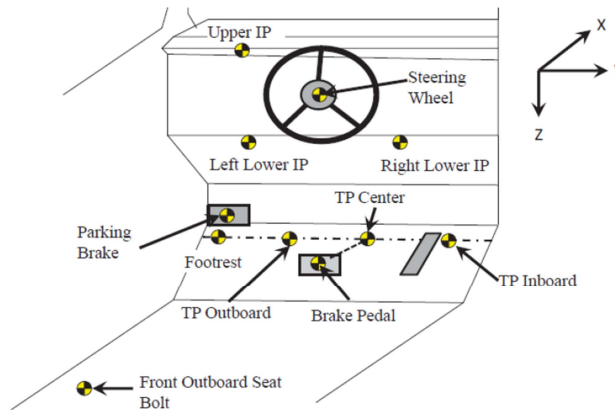 Upper IP
X
Steering
Wheel
Z
Left Lower IP
Right Lower IP
TP Center
Parking
Brake
Footrest
TP Inboard
TP Outboard
Brake Pedal
Front Outboard Seat
Bolt